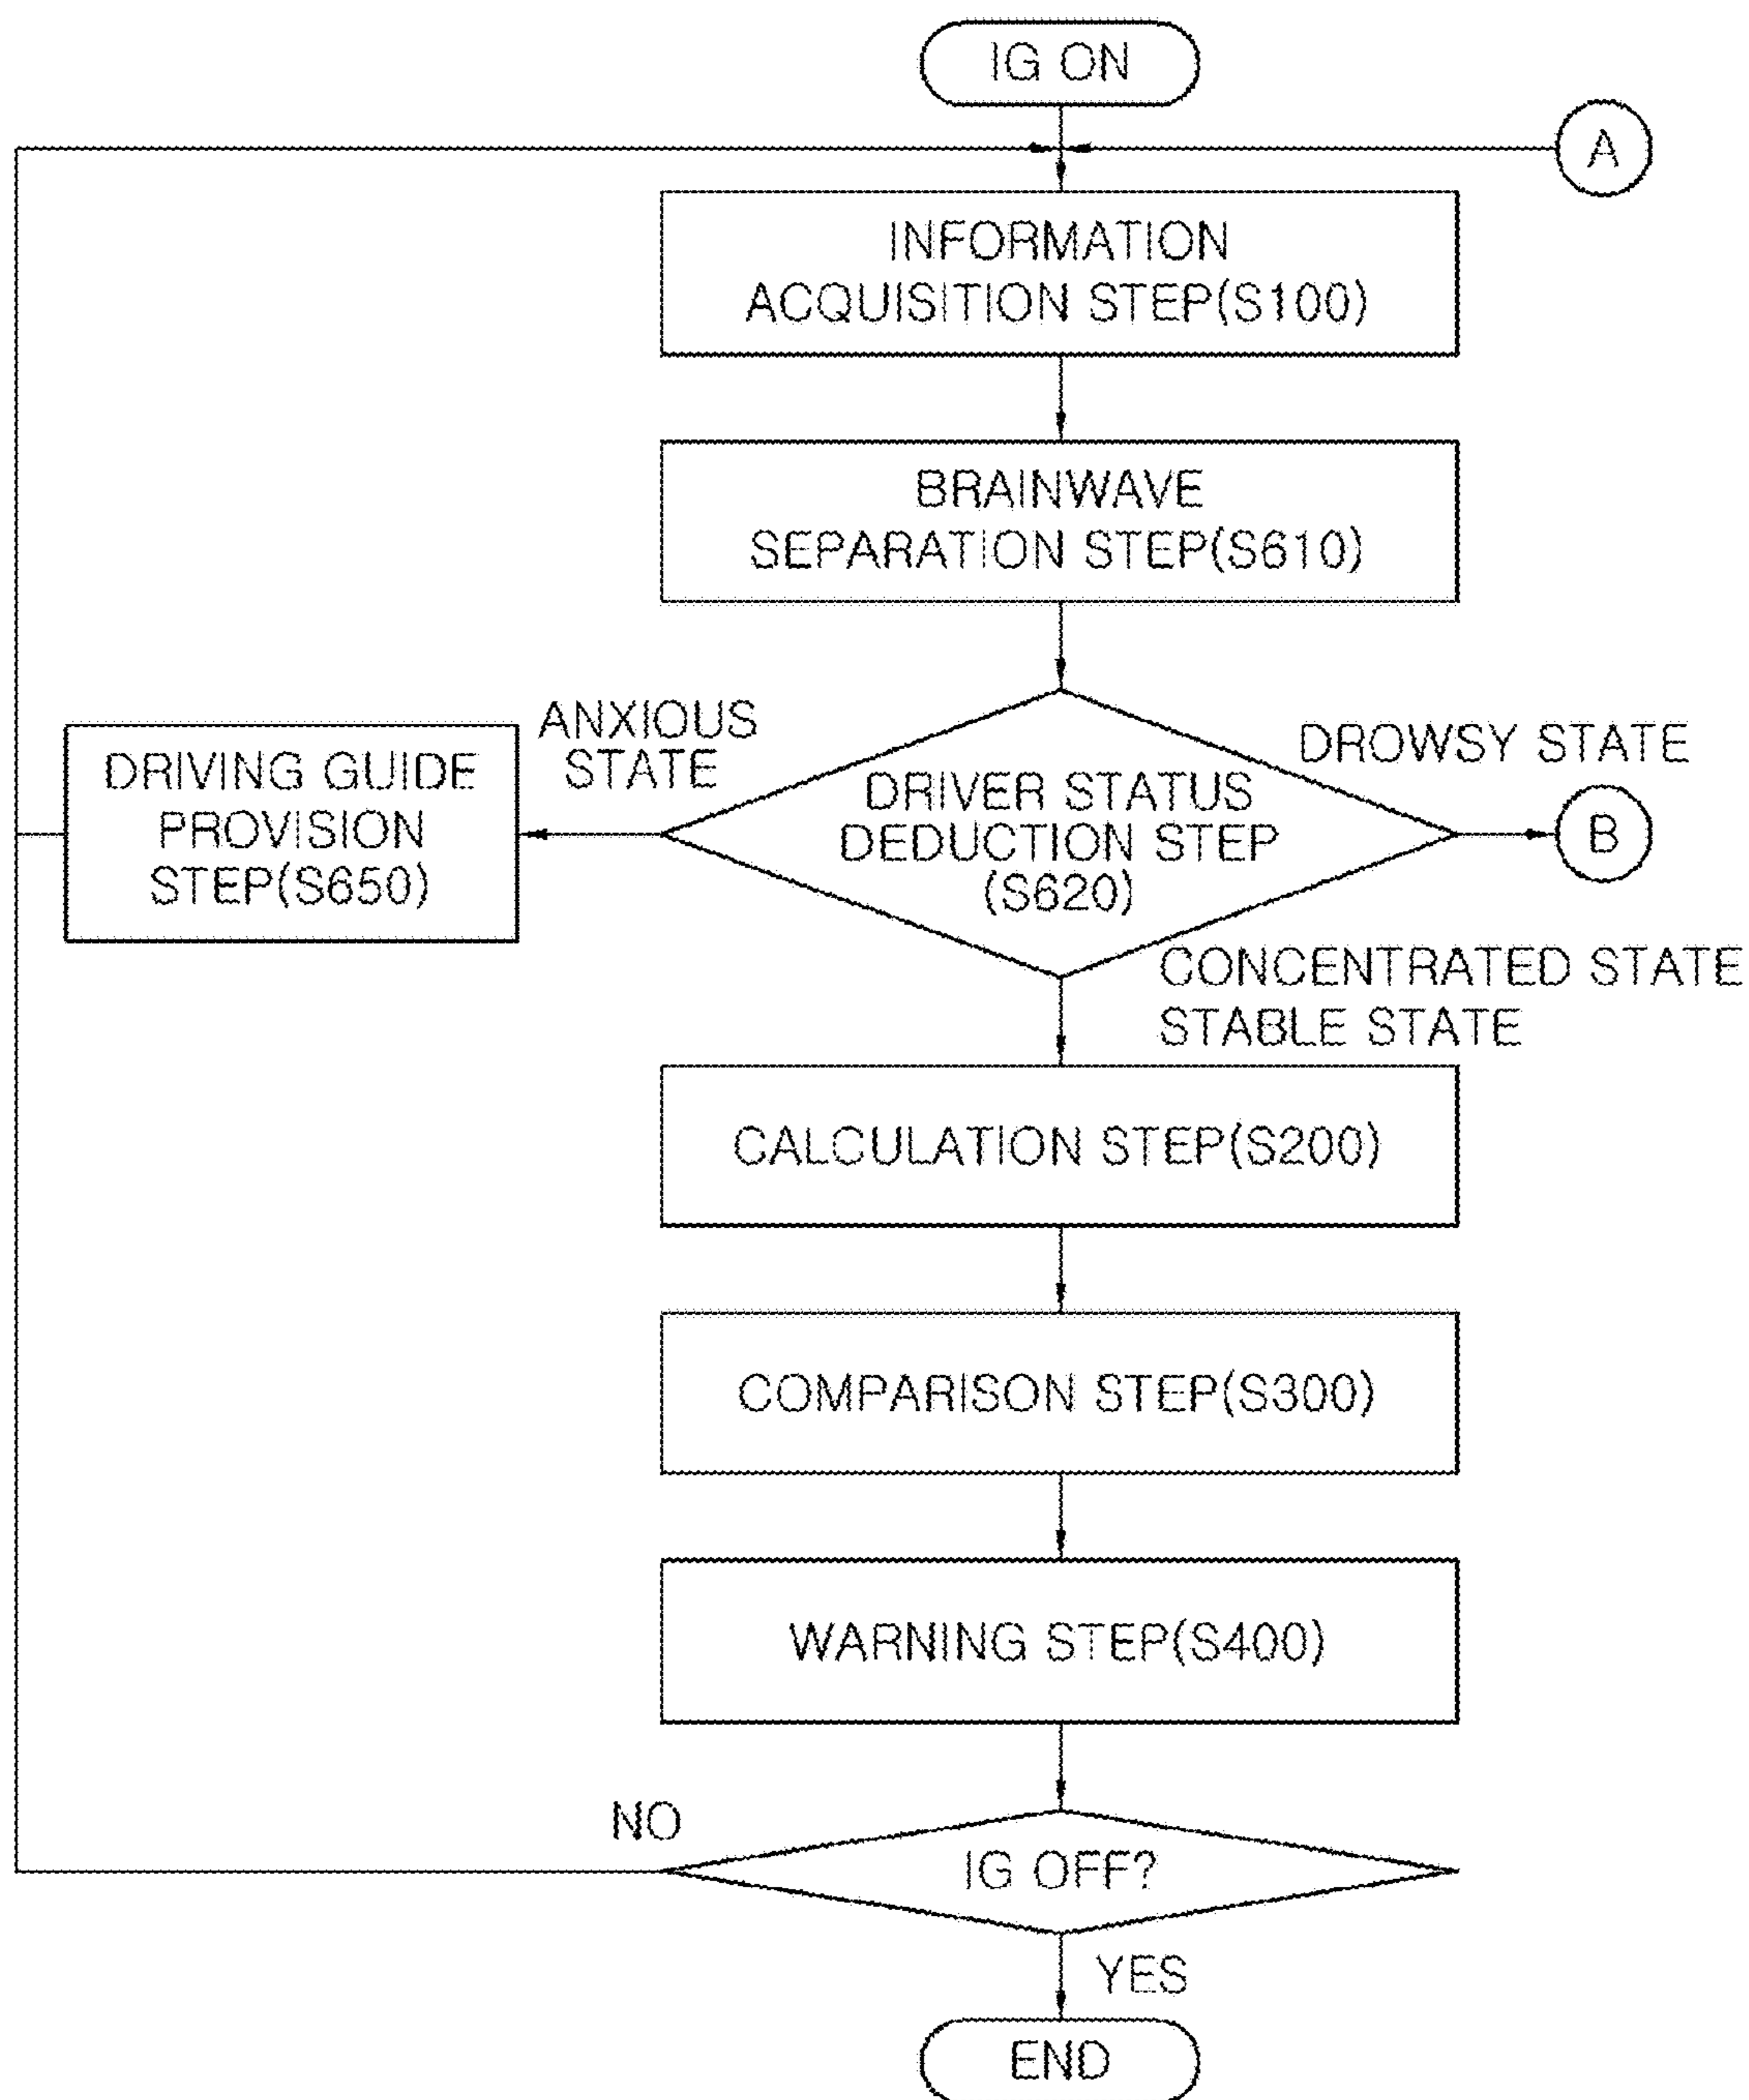 IG ON
A
INFORMATION
ACQUISITION STEP(S100)
BRAINWAVE
SEPARATION STEP(S610)
ANXIOUS
STATE
DROWSY STATE
DRIVING GUIDE
PROVISION
STEP(S650)
DRIVER STATUS
DEDUCTION STEP
(S620)
B
CONCENTRATED STATE
STABLE STATE
CALCULATION STEP(S200)
COMPARISON STEP(S300)
WARNING STEP(S400)
NO
IG OFF?
YES
END